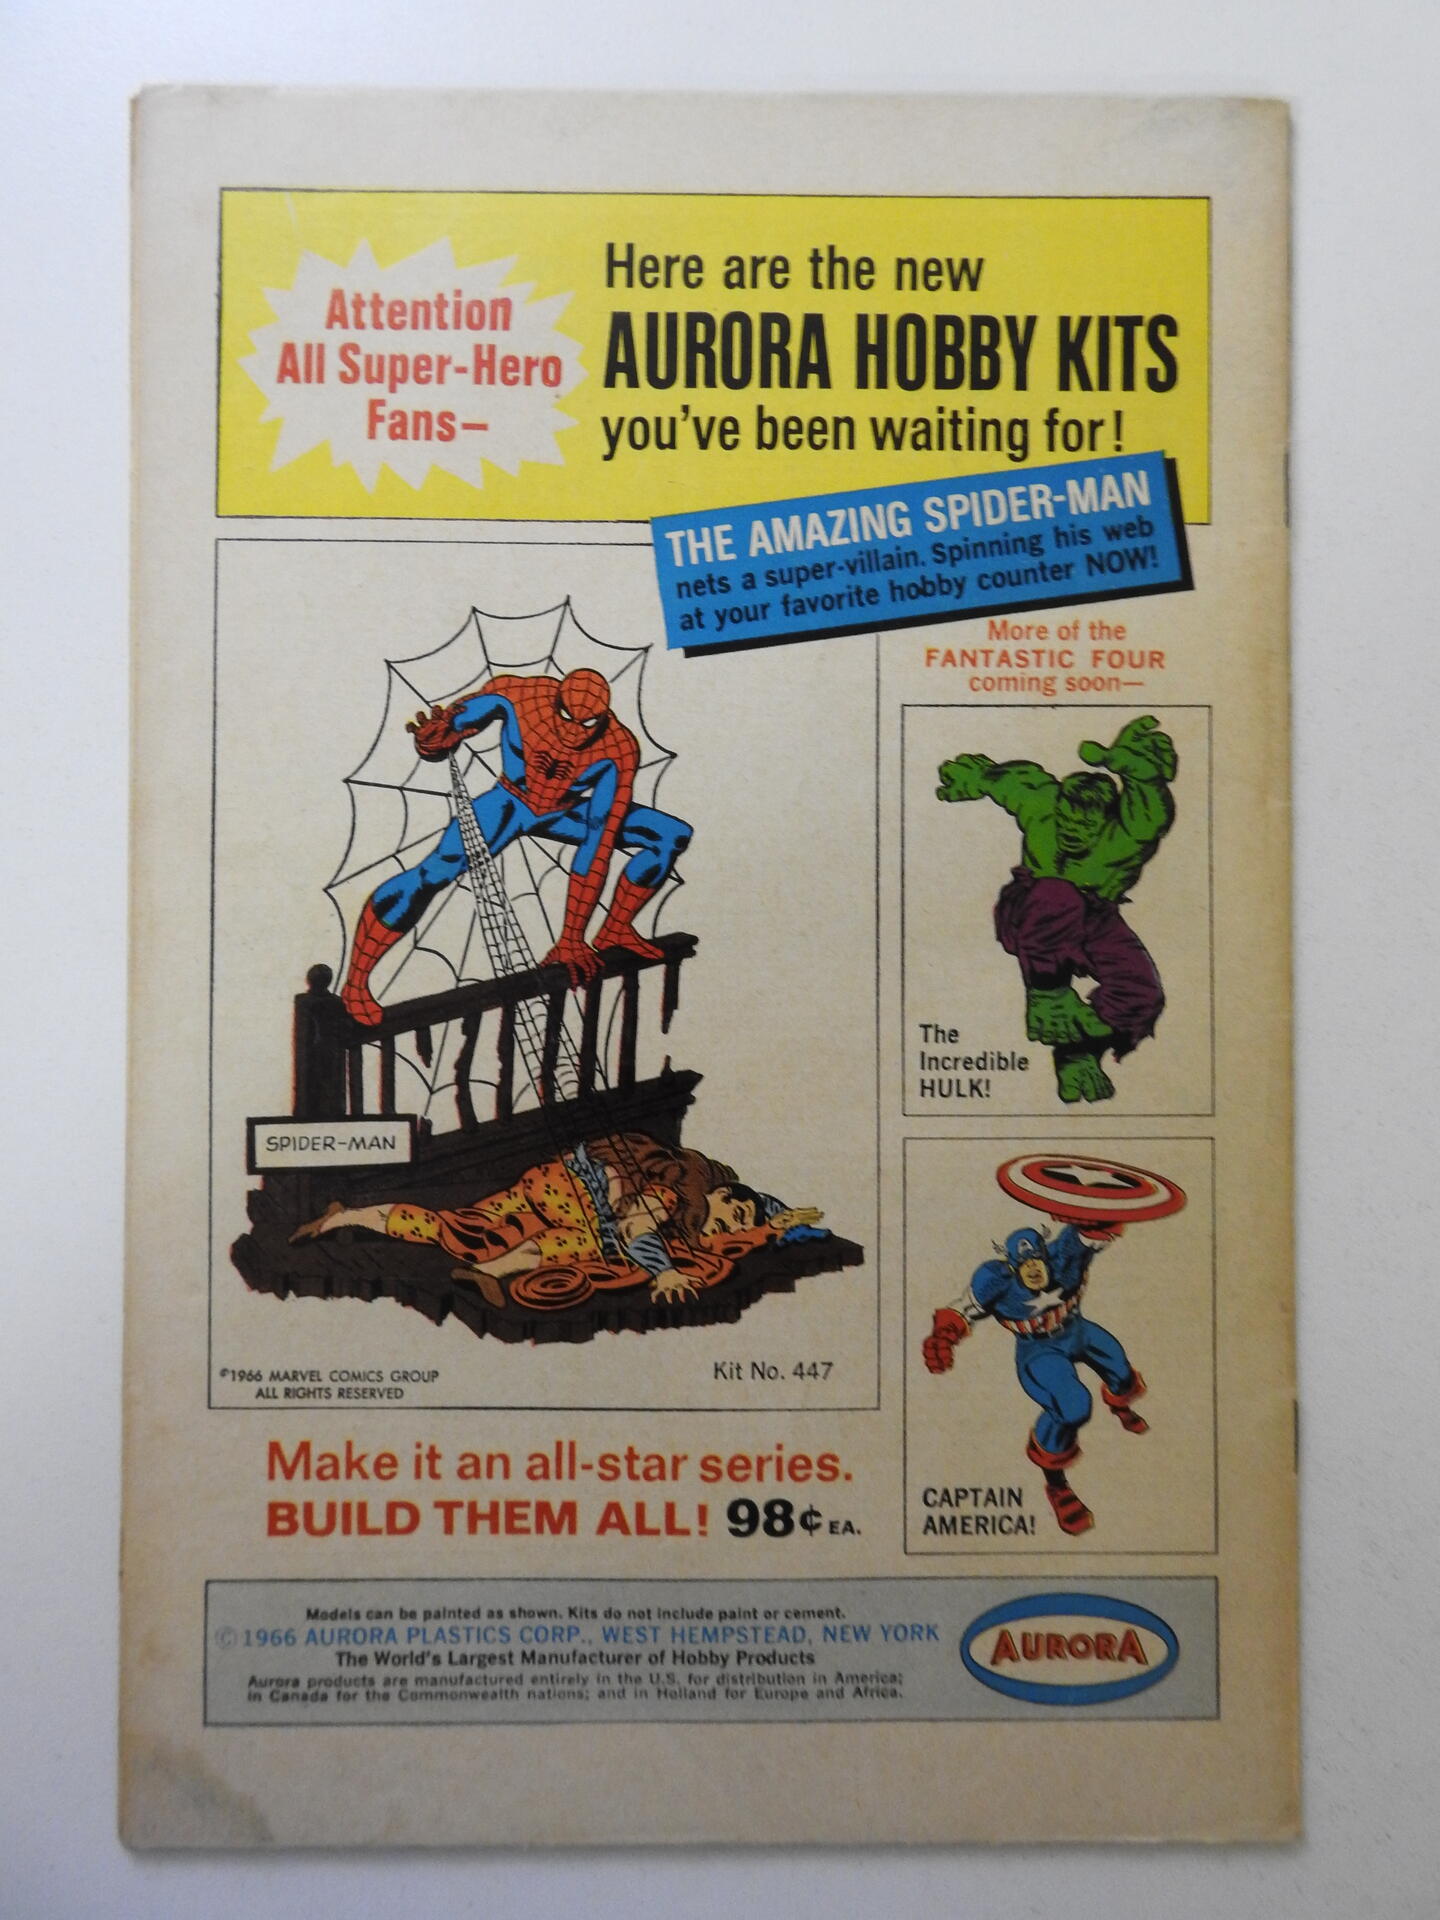 Attention
All Super-Hero
Fans—
Here are the new
AURORA HOBBY KITS
you've been waiting for!
THE AMAZING SPIDER-MAN
nets a super-villain. Spinning his web
at your favorite hobby counter NOW!
More of the
FANTASTIC FOUR
coming soon—
The
Incredible
HULK!
SPIDER-MAN
©1966 MARVEL COMICS GROUP
ALL RIGHTS RESERVED
Kit No. 447
CAPTAIN
AMERICA!
Make it an all-star series.
BUILD THEM ALL! 98¢ EA.
Models can be painted as shown. Kits do not include paint or cement.
© 1966 AURORA PLASTICS CORP., WEST HEMPSTEAD, NEW YORK
The World's Largest Manufacturer of Hobby Products
Aurora products are manufactured entirely in the U.S. for distribution in America;
in Canada for the Commonwealth nations; and in Holland for Europe and Africa.
AURORA